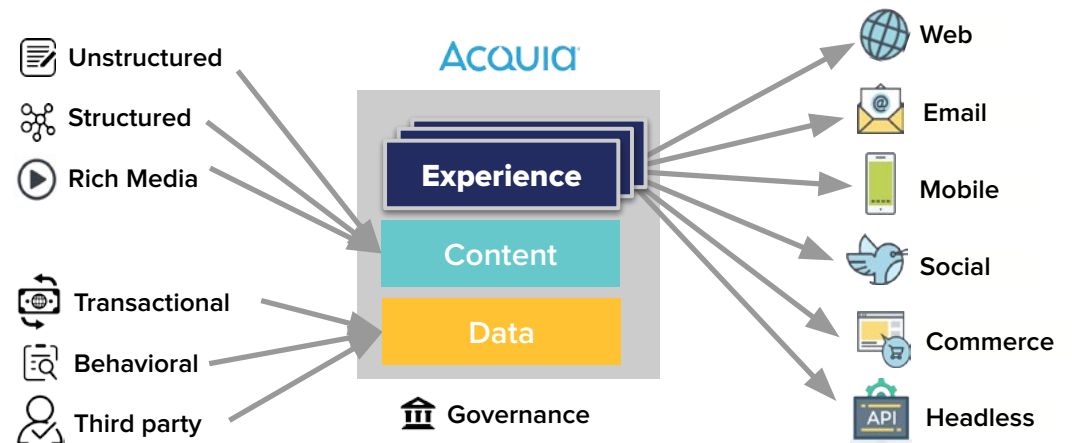 Unstructured
Structured
Rich Media
Transactional
Behavioral
Third party
ACQUIA
Experience
Content
Data
Governance
Web
@
Email
Mobile
Social
Commerce
API
Headless